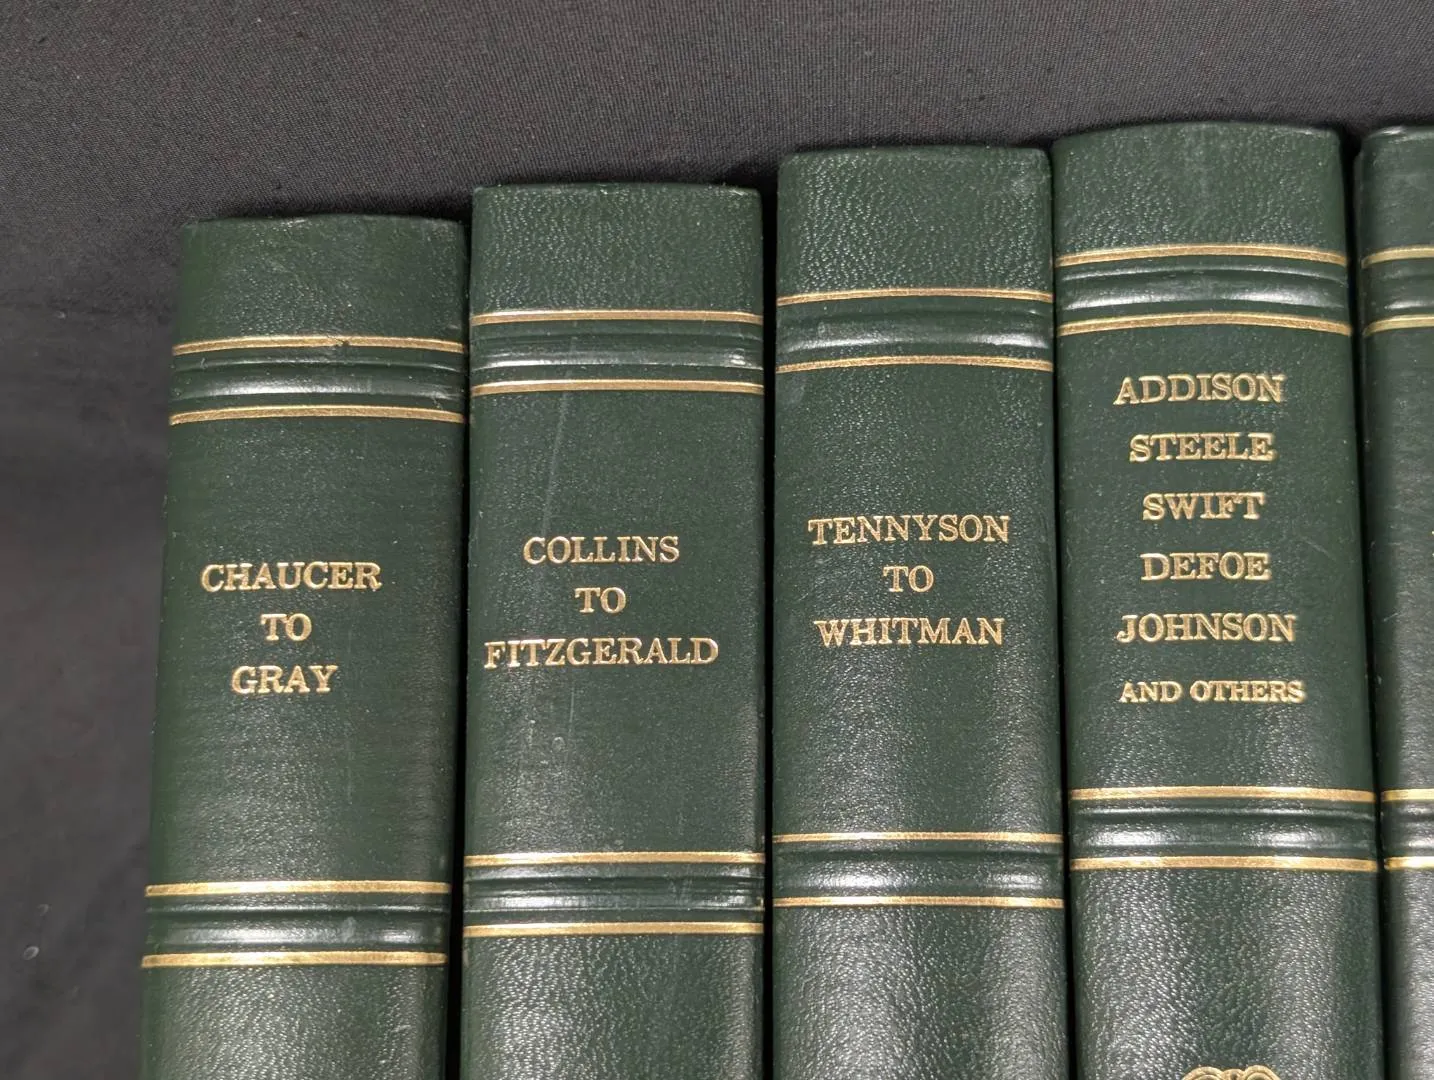 CHAUCER
TO
GRAY
COLLINS
TO
FITZGERALD
TENNYSON
TO
WHITMAN
ADDISON
STEELE
SWIFT
DEFOE
JOHNSON
AND OTHERS